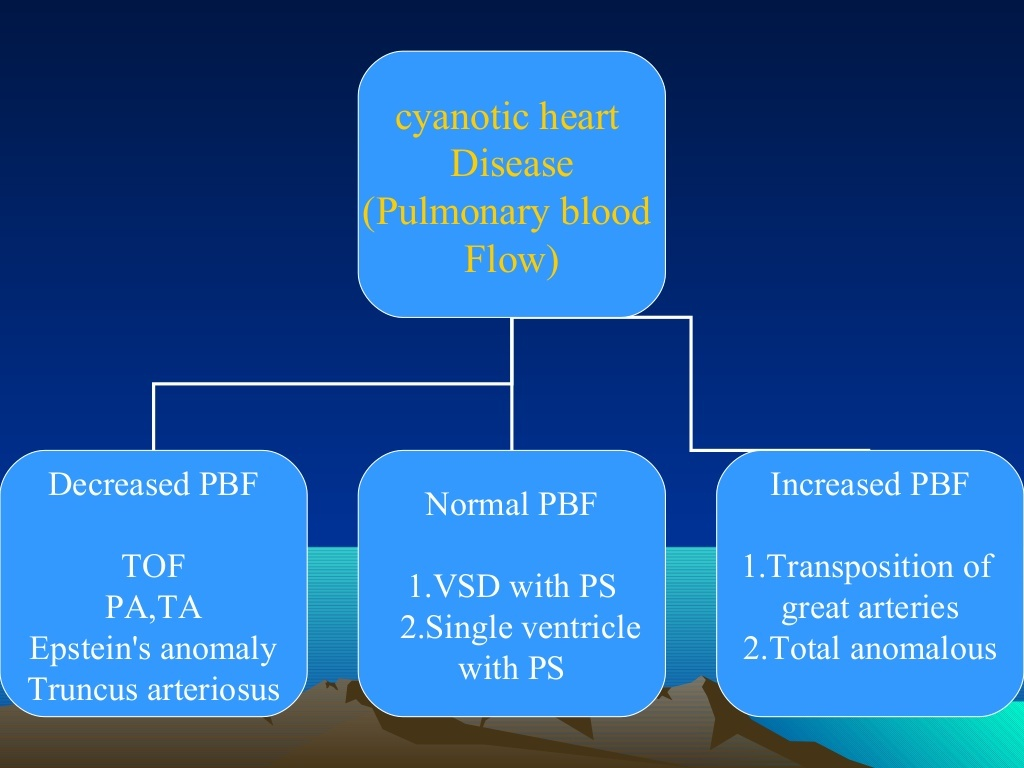 cyanotic heart
Disease
(Pulmonary blood
Flow)
Decreased PBF
TOF
PA,TA
Epstein's anomaly
Truncus arteriosus
Normal PBF
1.VSD with PS
2.Single ventricle
with PS
Increased PBF
1.Transposition of
great arteries
2.Total anomalous